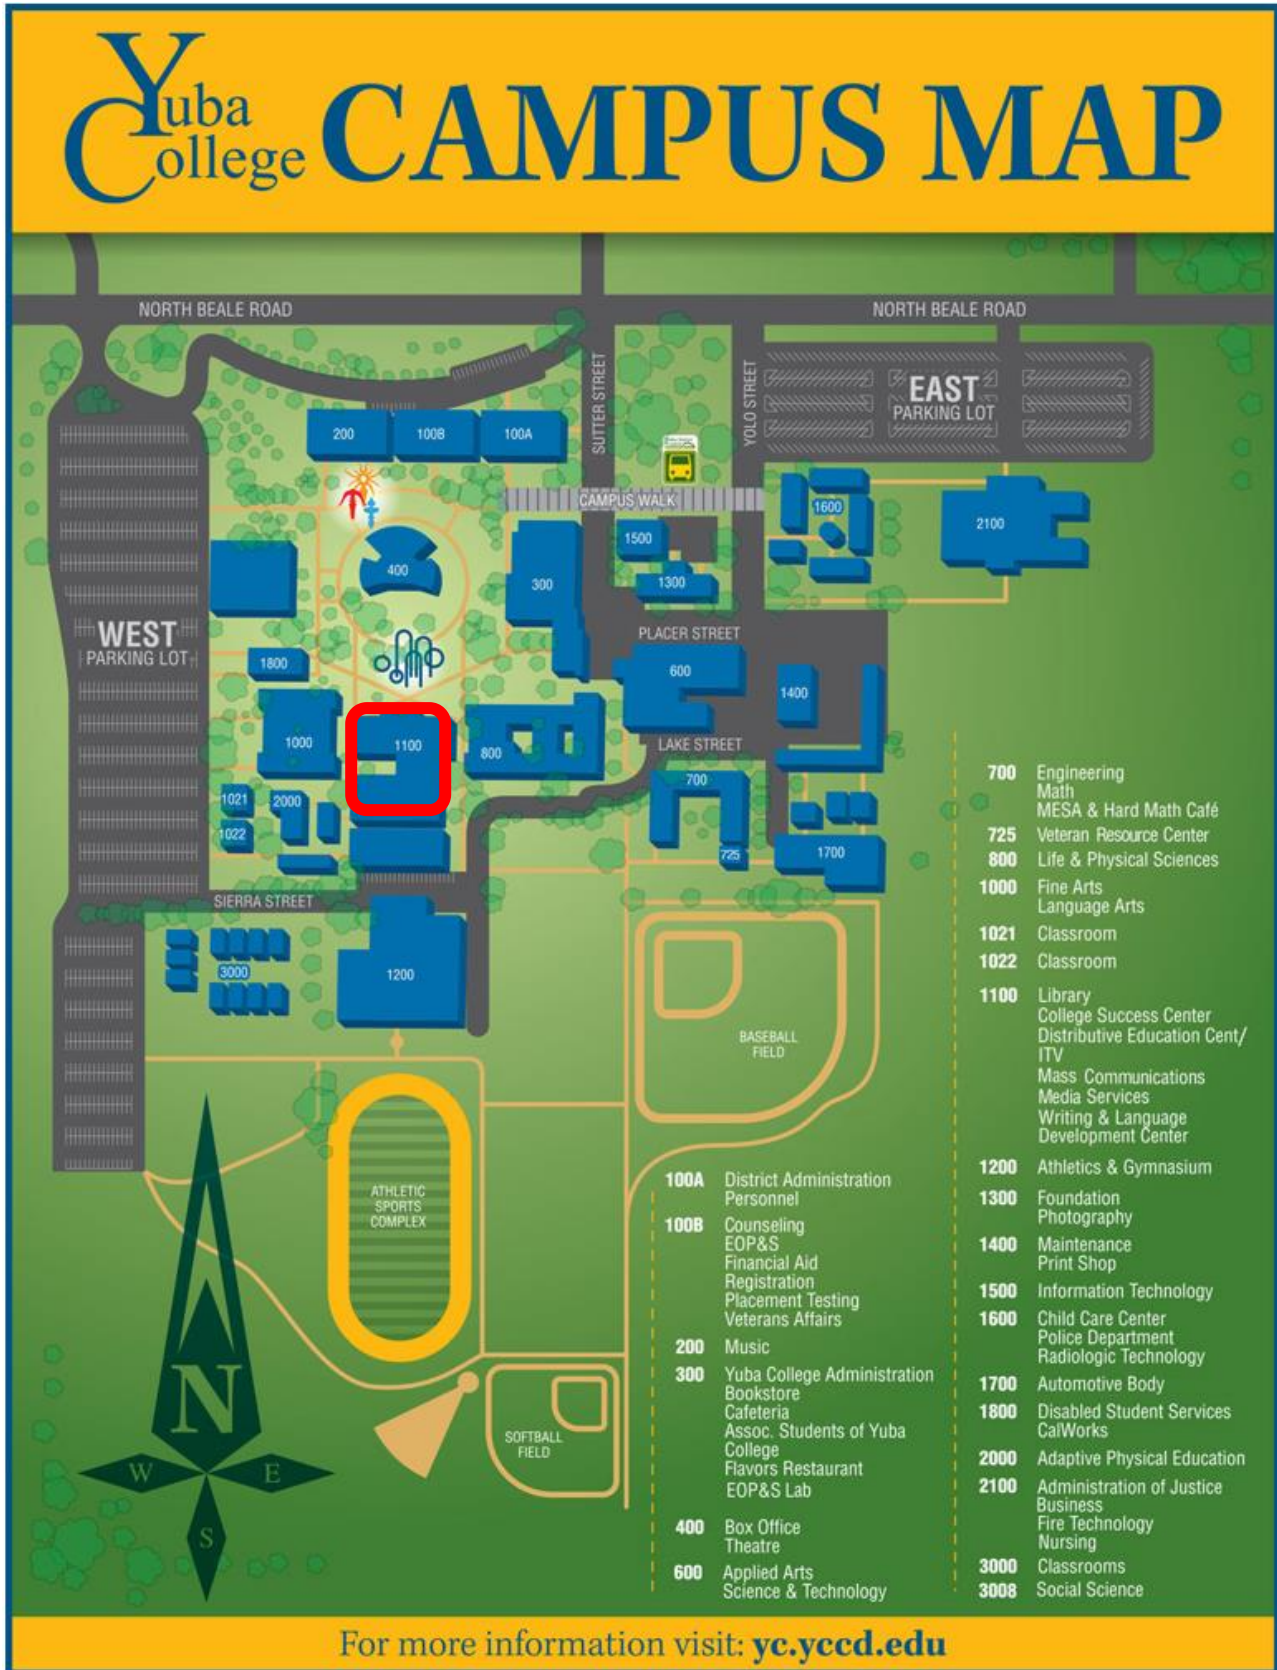 Yuba
College
CAMPUS MAP
NORTH BEALE ROAD
NORTH BEALE ROAD
SUTTER STREET
YOLO STREET
EAST
PARKING LOT
200
100B
100A
CAMPUS WALK
1600
2100
1500
400
300
1300
WEST
PARKING LOT
PLACER STREET
1800
600
1400
1000
1100
800
LAKE STREET
700
1021
2000
1022
725
1700
SIERRA STREET
3000
1200
BASEBALL
FIELD
ATHLETIC
SPORTS
COMPLEX
SOFTBALL
FIELD
N
W
E
S
100A District Administration
Personnel
100B Counseling
EOP&S
Financial Aid
Registration
Placement Testing
Veterans Affairs
200 Music
300 Yuba College Administration
Bookstore
Cafeteria
Assoc. Students of Yuba
College
Flavors Restaurant
EOP&S Lab
400 Box Office
Theatre
600 Applied Arts
Science & Technology
700 Engineering
Math
MESA & Hard Math Café
725 Veteran Resource Center
800 Life & Physical Sciences
1000 Fine Arts
Language Arts
1021 Classroom
1022 Classroom
1100 Library
College Success Center
Distributive Education Cent/
ITV
Mass Communications
Media Services
Writing & Language
Development Center
1200 Athletics & Gymnasium
1300 Foundation
Photography
1400 Maintenance
Print Shop
1500 Information Technology
1600 Child Care Center
Police Department
Radiologic Technology
1700 Automotive Body
1800 Disabled Student Services
CalWorks
2000 Adaptive Physical Education
2100 Administration of Justice
Business
Fire Technology
Nursing
3000 Classrooms
3008 Social Science
For more information visit: yc.yccd.edu